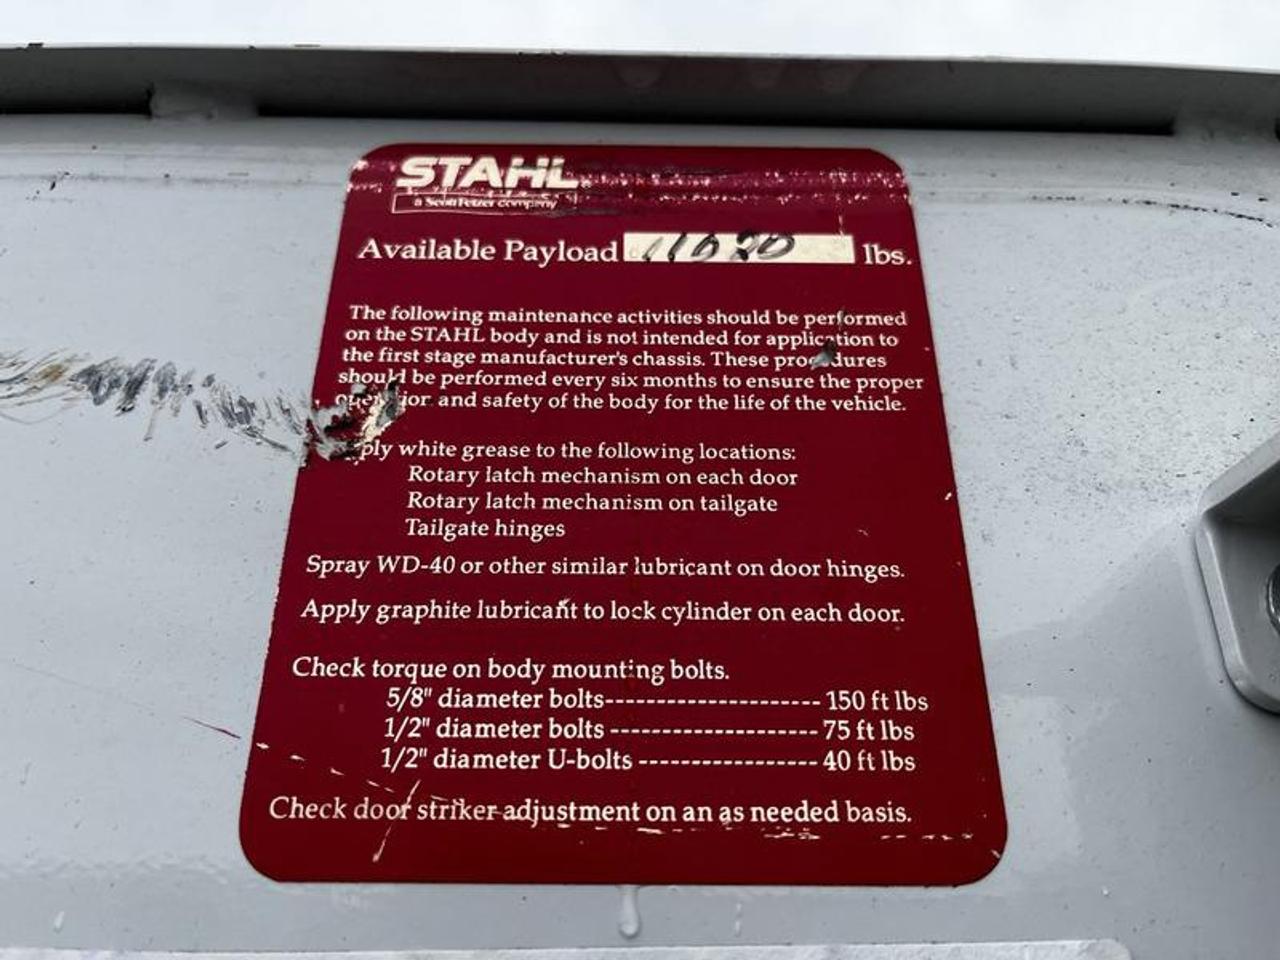 STAHL
a Scott Fetzer company
Available Payload 11020 lbs.
The following maintenance activities should be performed
on the STAHL body and is not intended for application to
the first stage manufacturer's chassis. These procedures
should be performed every six months to ensure the proper
and safety of the body for the life of the vehicle.
white grease to the following locations:
Rotary latch mechanism on each door
Rotary latch mechanism on tailgate
Tailgate hinges
Spray WD-40 or other similar lubricant on door hinges.
Apply graphite lubricant to lock cylinder on each door.
Check torque on body mounting bolts.
5/8" diameter bolts--------------------- 150 ft lbs
1/2" diameter bolts -------------------- 75 ft lbs
1/2" diameter U-bolts ----------------- 40 ft lbs
Check door striker adjustment on an as needed basis.